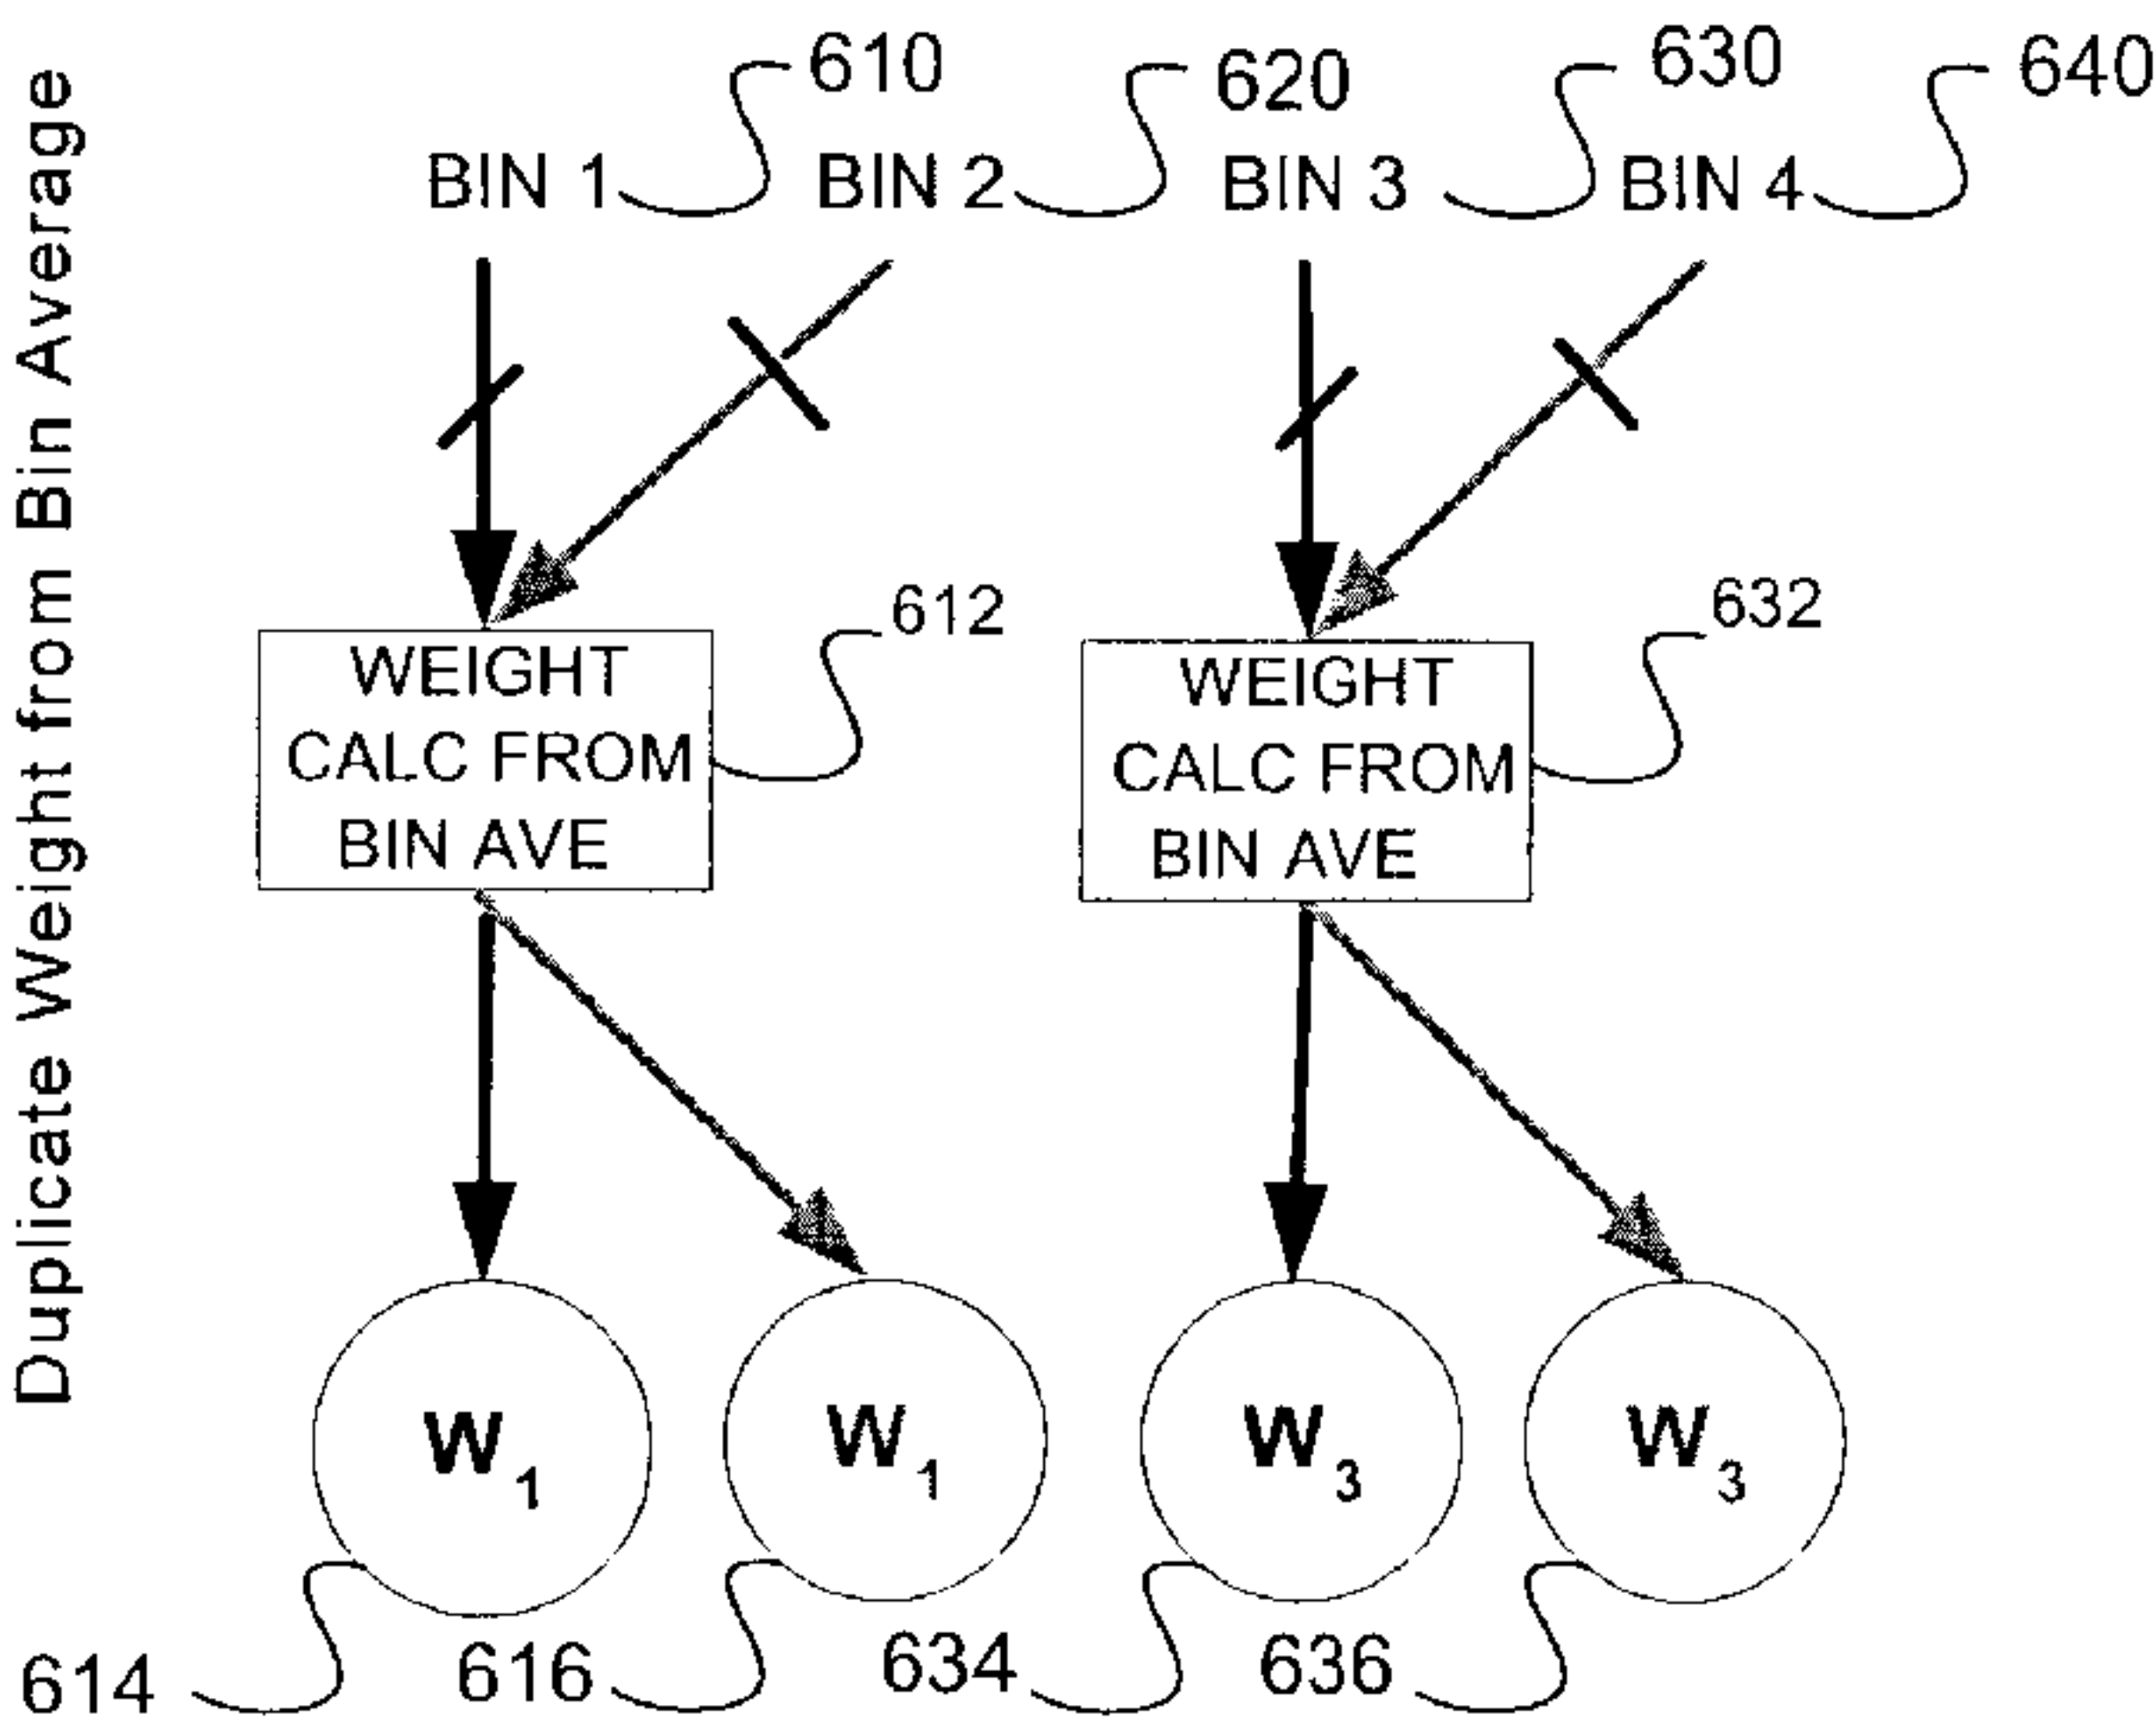 Duplicate Weight from Bin Average
610 620 630 640
BIN 1 BIN 2 BIN 3 BIN 4
612 632
WEIGHT
CALC FROM
BIN AVE
WEIGHT
CALC FROM
BIN AVE
W1 W1 W3 W3
614 616 634 636